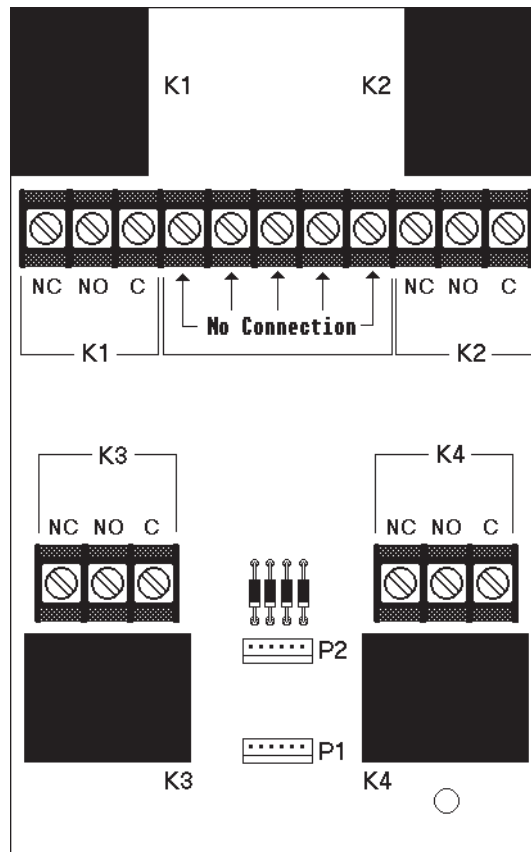 K1 K2
NC NO C NC NO C
No Connection
K1 K2
K3 K4
NC NO C NC NO C
P2
P1
K3 K4